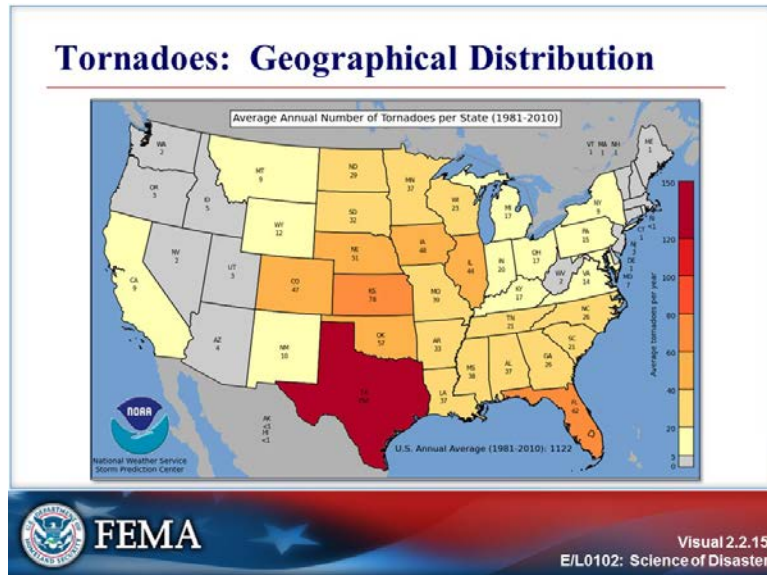 Tornadoes: Geographical Distribution
Average Annual Number of Tornadoes per State (1981-2010)
WA
2
MT
9
ND
29
MN
37
VT MA NH
1 1 1
ME
1
OR
3
ID
5
WY
12
SD
32
WI
23
MI
17
NY
9
NV
2
UT
3
CO
47
NE
51
IA
48
IL
IN
20
OH
17
PA
15
WV
2
VA
14
CA
9
KS
78
MO
KY
17
<1
CT
1
NJ
DE
1
MD
AZ
4
NM
10
OK
57
AR
33
TN
NC
26
SC
TX
LA
37
MS
38
AL
37
GA
26
FL
62
AK
HI
<1
U.S. Annual Average (1981-2010): 1122
Average tornadoes per year
150
120
100
80
60
40
20
5
0
NOAA
National Weather Service
Storm Prediction Center
U.S. DEPARTMENT OF
HOMELAND SECURITY
FEMA
Visual 2.2.15
E/L0102: Science of Disaster